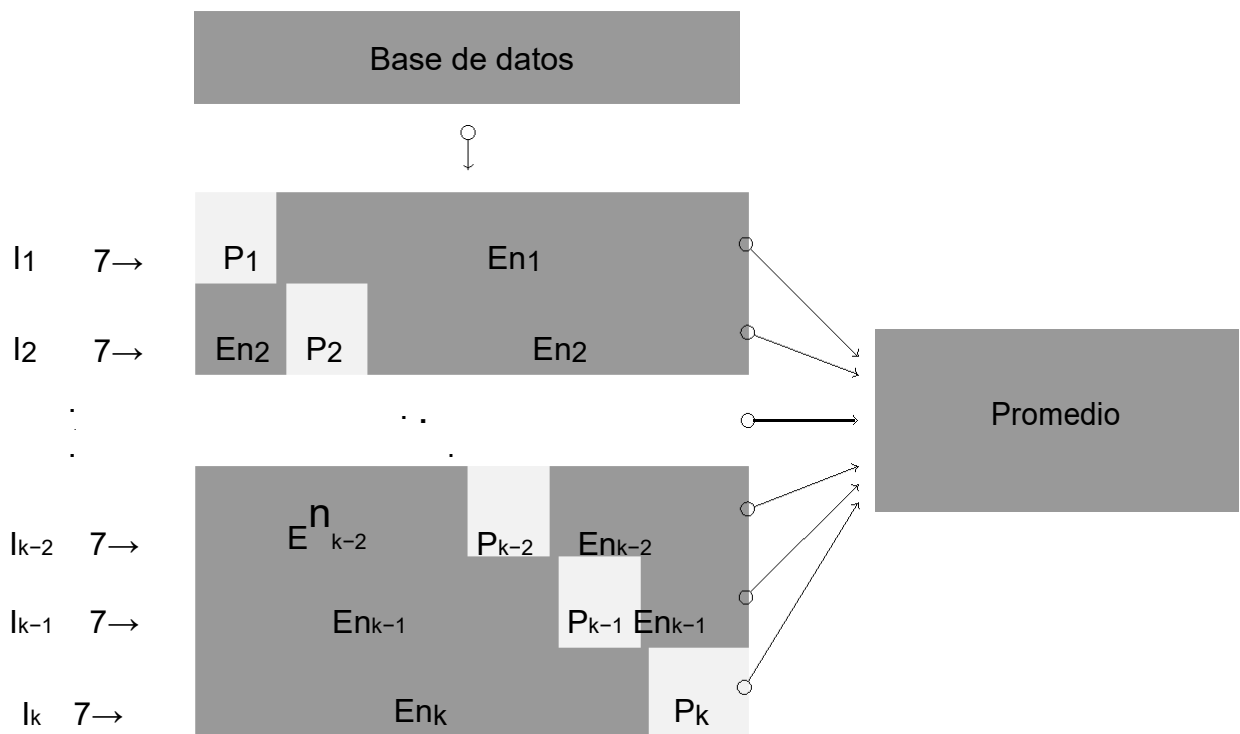 Base de datos
I1 7→ P1 En1
I2 7→ En2 P2 En2
Promedio
En k−2
Ik−2 7→ Pk−2 Enk−2
Ik−1 7→ Enk−1 Pk−1 Enk−1
Ik 7→ Enk Pk